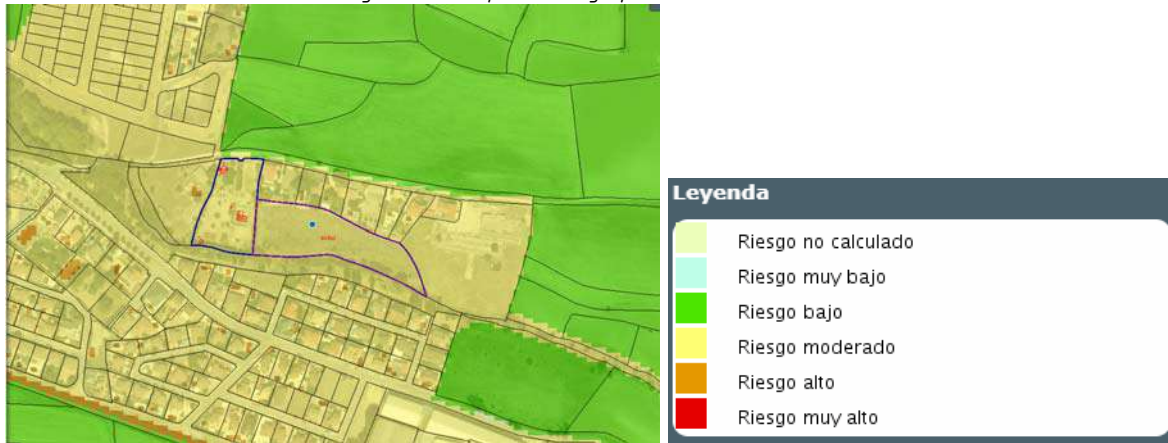 Leyenda
Riesgo no calculado
Riesgo muy bajo
Riesgo bajo
Riesgo moderado
Riesgo alto
Riesgo muy alto